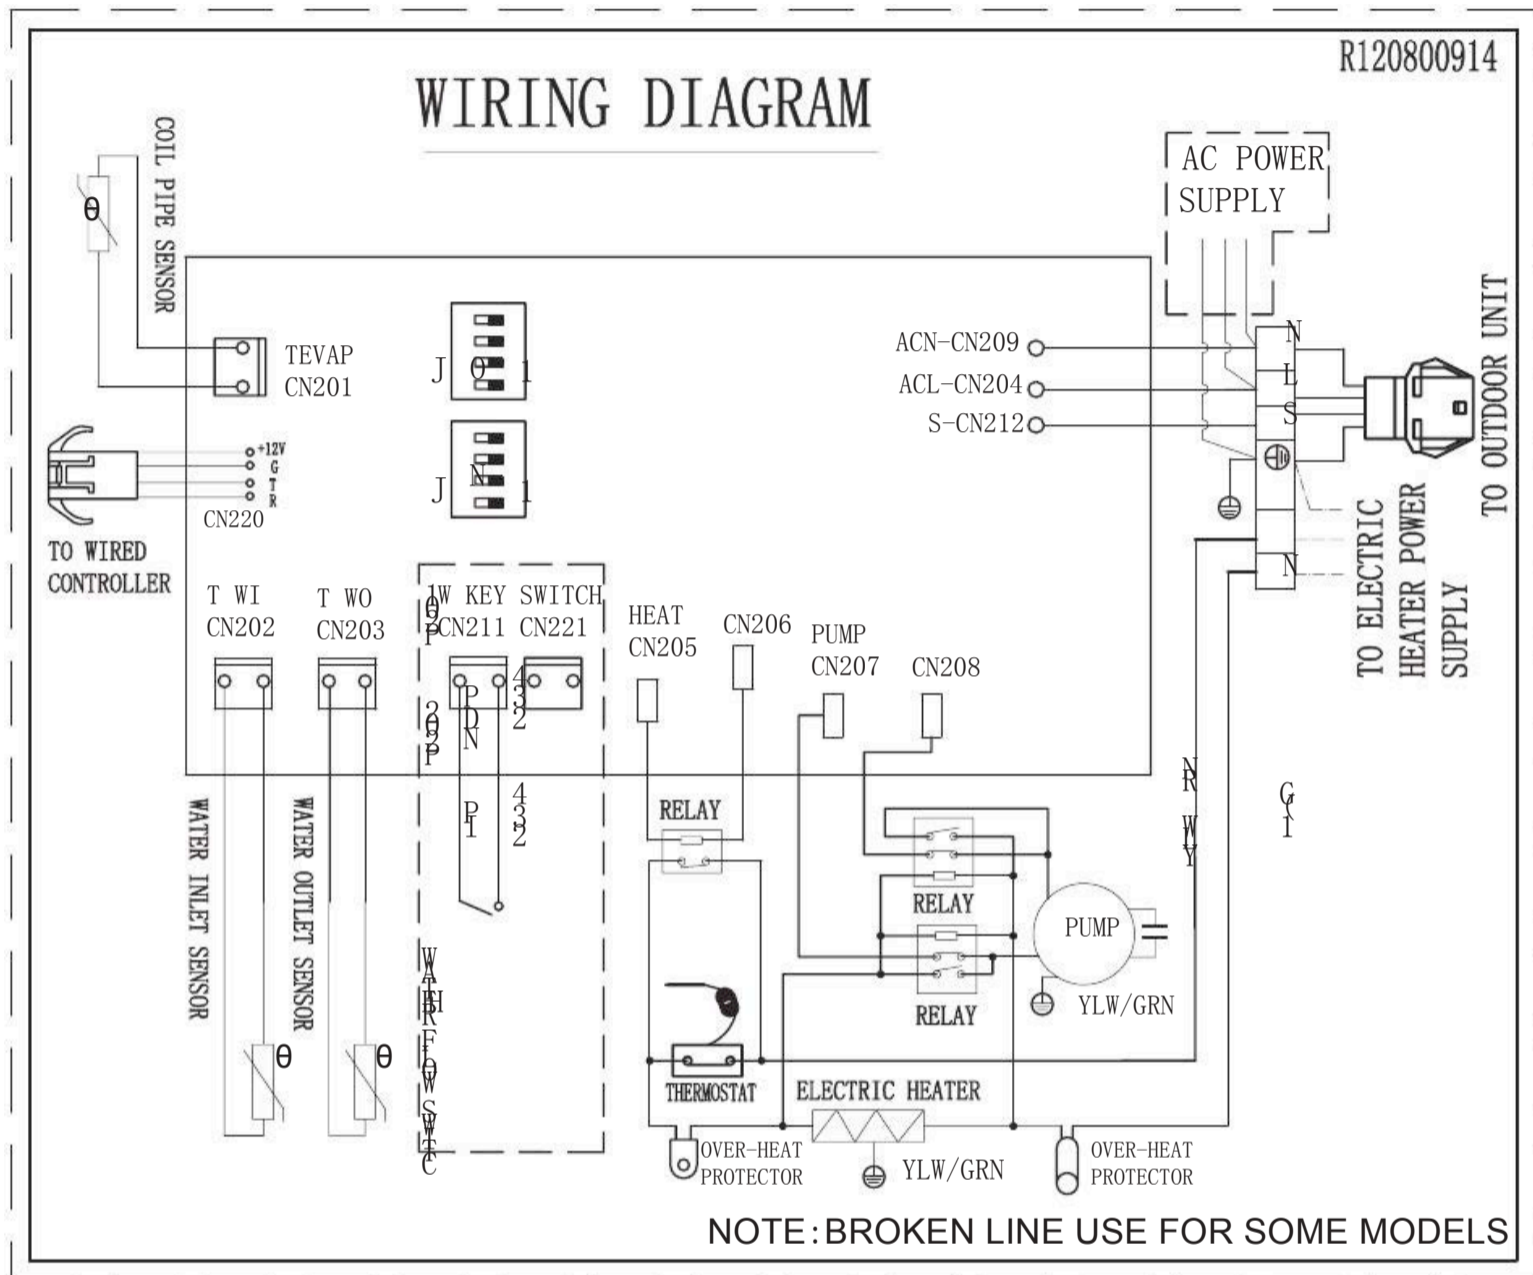 R120800914
WIRING DIAGRAM
COIL PIPE SENSOR
θ
AC POWER
SUPPLY
TEVAP
CN201
J 0 1
ACN-CN209
ACL-CN204
S-CN212
N
L
S
TO OUTDOOR UNIT
+12V
G
T
R
CN220
J N 1
TO WIRED
CONTROLLER
TO ELECTRIC
HEATER POWER
SUPPLY
N
T WI
CN202
T WO
CN203
W KEY SWITCH
CN211
CN221
HEAT
CN205
CN206
PUMP
CN207
CN208
WATER INLET SENSOR
WATER OUTLET SENSOR
RELAY
RELAY
PUMP
RELAY
YLW/GRN
θ
θ
THERMOSTAT
ELECTRIC HEATER
OVER-HEAT
PROTECTOR
YLW/GRN
OVER-HEAT
PROTECTOR
NOTE:BROKEN LINE USE FOR SOME MODELS